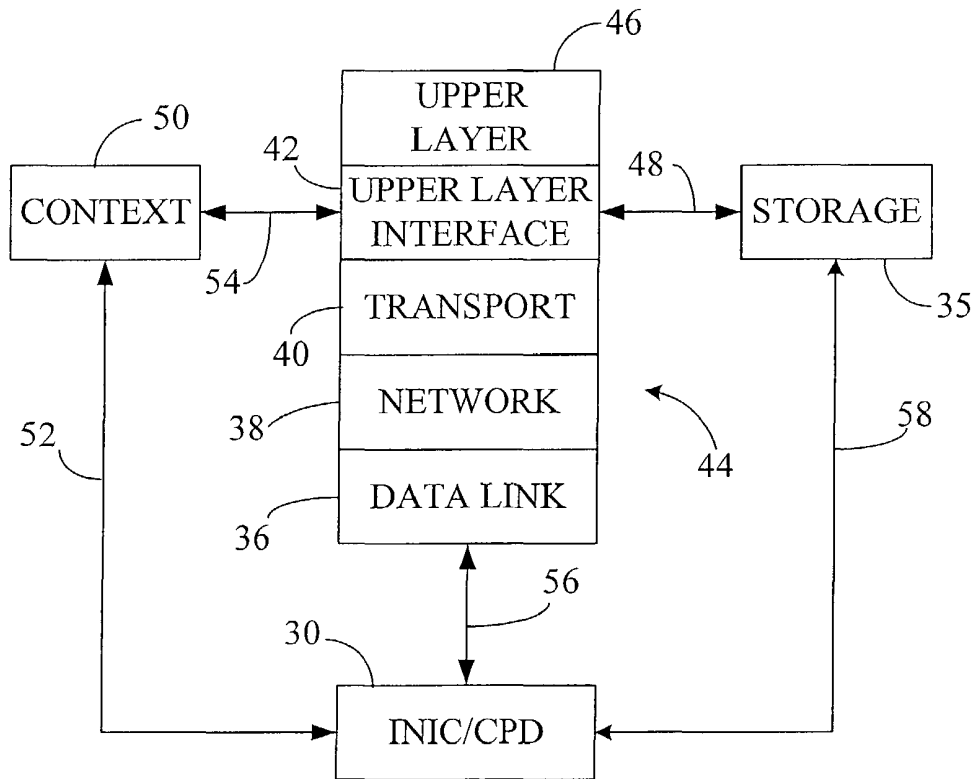 46
UPPER
LAYER
50
42
48
CONTEXT
UPPER LAYER
INTERFACE
STORAGE
54
35
TRANSPORT
40
NETWORK
38
52
58
44
DATA LINK
36
56
30
INIC/CPD